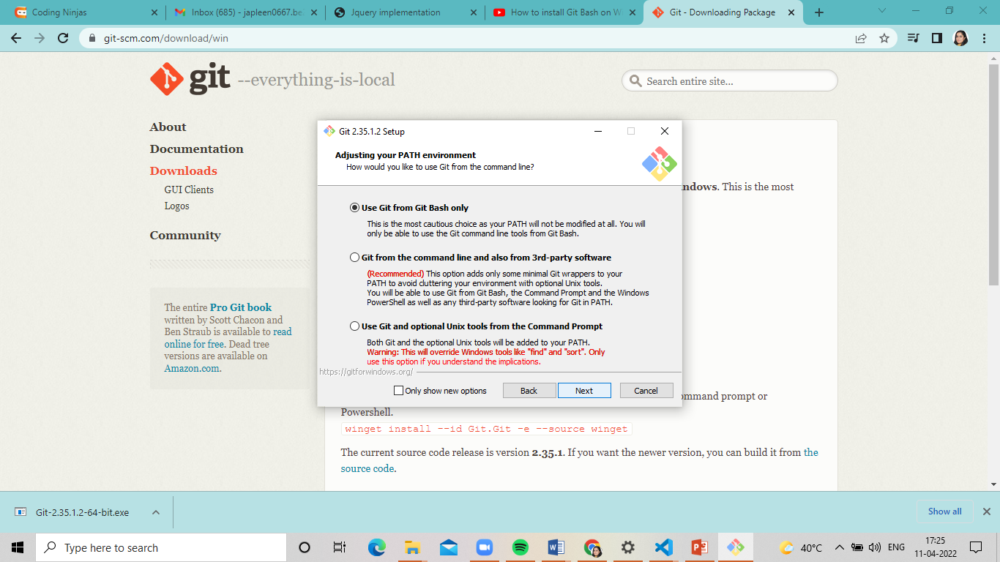 Coding Ninjas
Inbox (685) - japleen0667.be.
Jquery implementation
How to install Git Bash on W
Git - Downloading Package
git-scm.com/download/win
git --everything-is-local
Search entire site...
About
Documentation
Downloads
GUI Clients
Logos
Community
The entire Pro Git book
written by Scott Chacon and
Ben Straub is available to read
online for free. Dead tree
versions are available on
Amazon.com.
Git 2.35.1.2 Setup
Adjusting your PATH environment
How would you like to use Git from the command line?
Use Git from Git Bash only
This is the most cautious choice as your PATH will not be modified at all. You will
only be able to use the Git command line tools from Git Bash.
Git from the command line and also from 3rd-party software
(Recommended) This option adds only some minimal Git wrappers to your
PATH to avoid cluttering your environment with optional Unix tools.
You will be able to use Git from Git Bash, the Command Prompt and the Windows
PowerShell as well as any third-party software looking for Git in PATH.
Use Git and optional Unix tools from the Command Prompt
Both Git and the optional Unix tools will be added to your PATH.
Warning: This will override Windows tools like "find" and "sort". Only
use this option if you understand the implications.
https://gitforwindows.org/
Only show new options
Back
Next
Cancel
ndows. This is the most
ommand prompt or
Powershell.
winget install --id Git.Git -e --source winget
The current source code release is version 2.35.1. If you want the newer version, you can build it from the
source code.
Git-2.35.1.2-64-bit.exe
Show all
Type here to search
40°C
ENG
17:25
11-04-2022